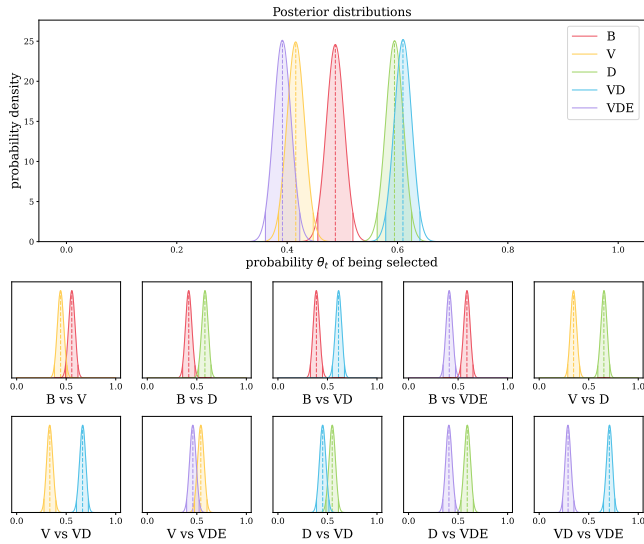 Posterior distributions
probability density
25
20
15
10
5
0
0.0 0.2 0.4 0.6 0.8 1.0
probability θt of being selected
B
V
D
VD
VDE
0.0 0.5 1.0
B vs V
0.0 0.5 1.0
B vs D
0.0 0.5 1.0
B vs VD
0.0 0.5 1.0
B vs VDE
0.0 0.5 1.0
V vs D
0.0 0.5 1.0
V vs VD
0.0 0.5 1.0
V vs VDE
0.0 0.5 1.0
D vs VD
0.0 0.5 1.0
D vs VDE
0.0 0.5 1.0
VD vs VDE